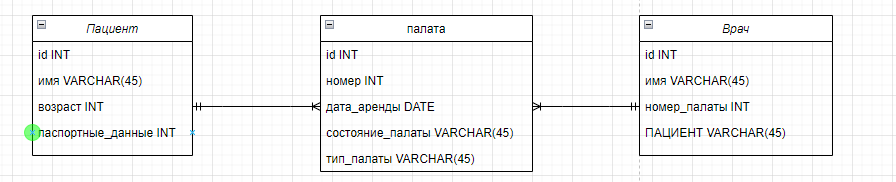 Пациент
id INT
имя VARCHAR(45)
возраст INT
паспортные_данные INT
палата
id INT
номер INT
дата_аренды DATE
состояние_палаты VARCHAR(45)
тип_палаты VARCHAR(45)
Врач
id INT
имя VARCHAR(45)
номер_палаты INT
ПАЦИЕНТ VARCHAR(45)